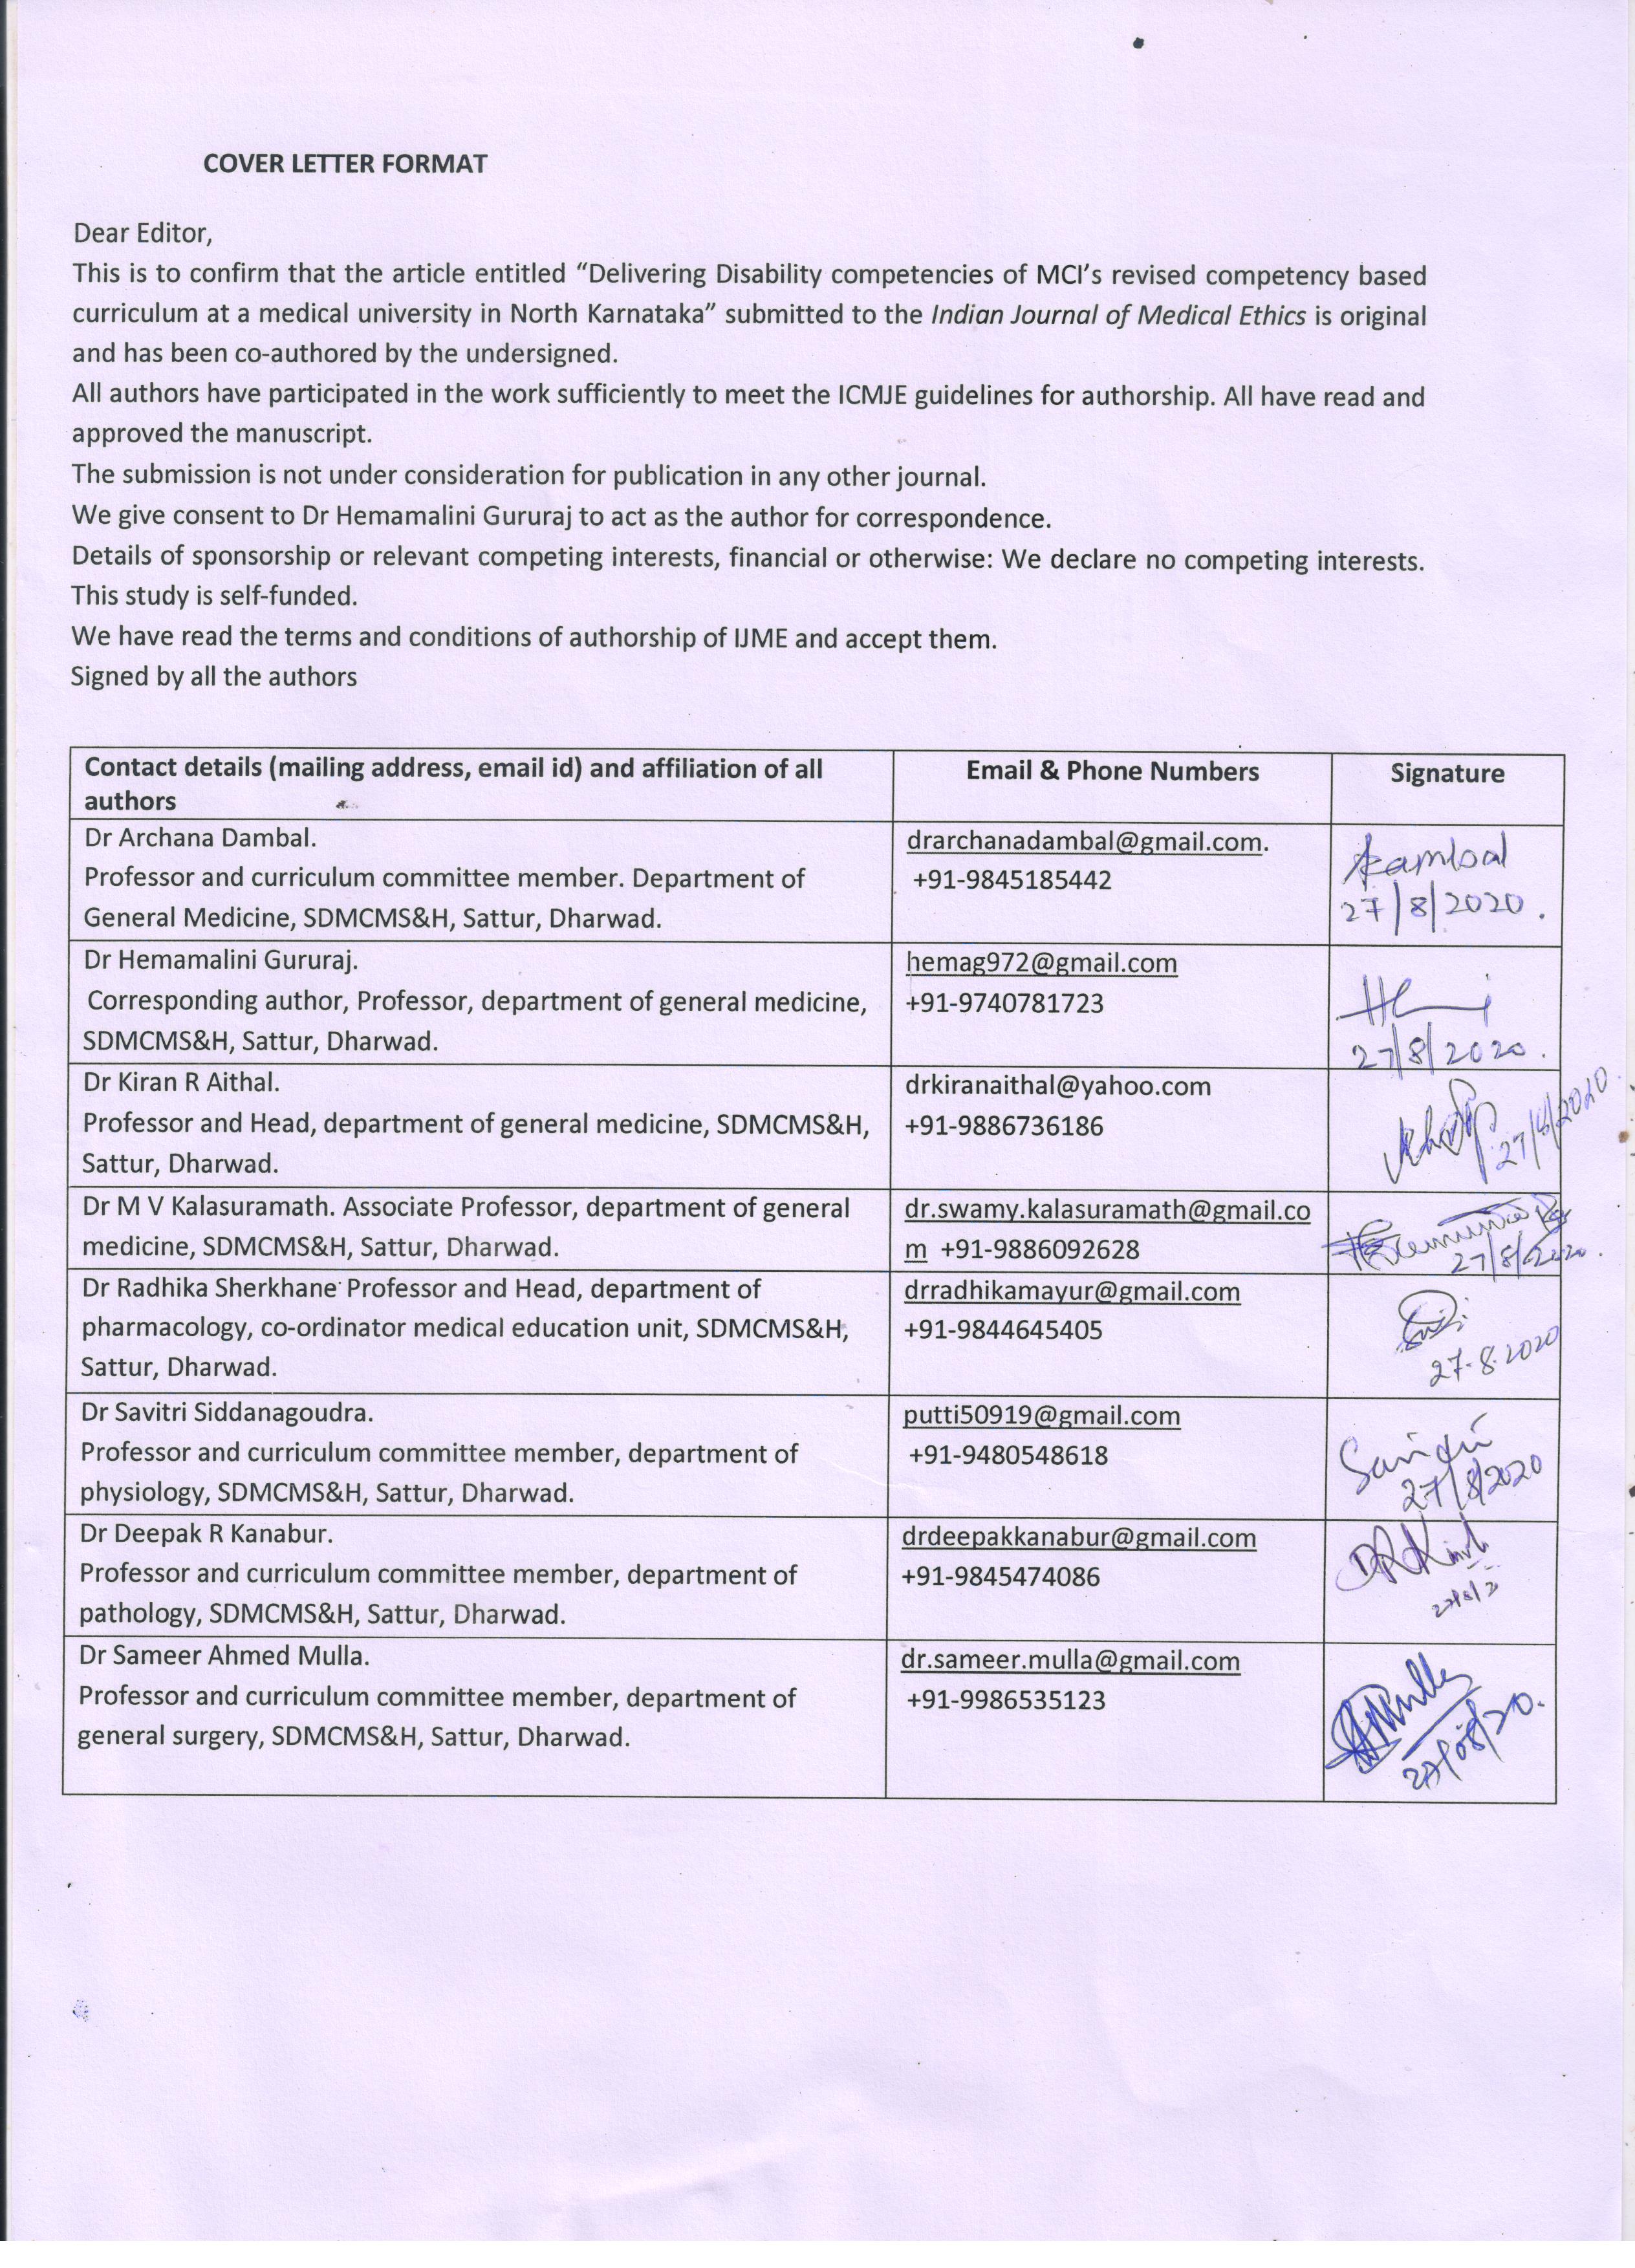 COVER LETTER FORMAT
Dear Editor,
This is to confirm that the article entitled “Delivering Disability competencies of MCI’s revised competency based
curriculum at a medical university in North Karnataka” submitted to the Indian Journal of Medical Ethics is original
and has been co-authored by the undersigned.
All authors have participated in the work sufficiently to meet the ICMJE guidelines for authorship. All have read and
approved the manuscript.
The submission is not under consideration for publication in any other journal.
We give consent to Dr Hemamalini Gururaj to act as the author for correspondence.
Details of sponsorship or relevant competing interests, financial or otherwise: We declare no competing interests.
This study is self-funded.
We have read the terms and conditions of authorship of IJME and accept them.
Signed by all the authors
Contact details (mailing address, email id) and affiliation of all
authors
Email & Phone Numbers
Signature
Dr Archana Dambal.
Professor and curriculum committee member. Department of
General Medicine, SDMCMS&H, Sattur, Dharwad.
drarchanadambal@gmail.com.
+91-9845185442
27/8/2020.
Dr Hemamalini Gururaj.
Corresponding author, Professor, department of general medicine,
SDMCMS&H, Sattur, Dharwad.
hemag972@gmail.com
+91-9740781723
27/8/2020.
Dr Kiran R Aithal.
Professor and Head, department of general medicine, SDMCMS&H,
Sattur, Dharwad.
drkiranaithal@yahoo.com
+91-9886736186
27/8/2020.
Dr M V Kalasuramath. Associate Professor, department of general
medicine, SDMCMS&H, Sattur, Dharwad.
dr.swamy.kalasuramath@gmail.co
m +91-9886092628
27/8/2020.
Dr Radhika Sherkhane Professor and Head, department of
pharmacology, co-ordinator medical education unit, SDMCMS&H,
Sattur, Dharwad.
drradhikamayur@gmail.com
+91-9844645405
27.8.2020
Dr Savitri Siddanagoudra.
Professor and curriculum committee member, department of
physiology, SDMCMS&H, Sattur, Dharwad.
putti50919@gmail.com
+91-9480548618
27/8/2020
Dr Deepak R Kanabur.
Professor and curriculum committee member, department of
pathology, SDMCMS&H, Sattur, Dharwad.
drdeepakkanabur@gmail.com
+91-9845474086
Dr Sameer Ahmed Mulla.
Professor and curriculum committee member, department of
general surgery, SDMCMS&H, Sattur, Dharwad.
dr.sameer.mulla@gmail.com
+91-9986535123
27/08/20.